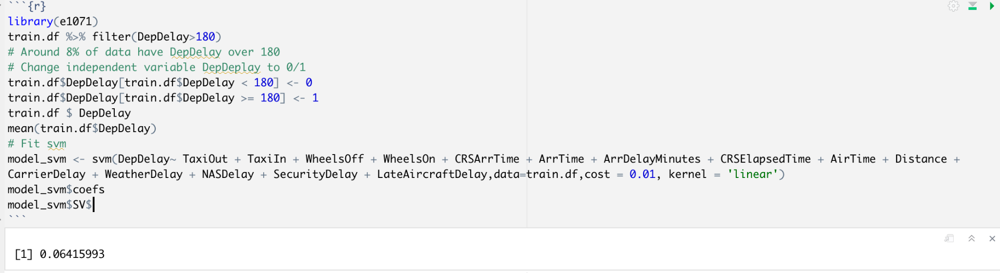 ```{r}
library(e1071)
train.df %>% filter(DepDelay>180)
# Around 8% of data have DepDelay over 180
# Change independent variable DepDeplay to 0/1
train.df$DepDelay[train.df$DepDelay < 180] <- 0
train.df$DepDelay[train.df$DepDelay >= 180] <- 1
train.df $ DepDelay
mean(train.df$DepDelay)
# Fit svm
model_svm <- svm(DepDelay~ TaxiOut + TaxiIn + WheelsOff + WheelsOn + CRSArrTime + ArrTime + ArrDelayMinutes + CRSElapsedTime + AirTime + Distance +
CarrierDelay + WeatherDelay + NASDelay + SecurityDelay + LateAircraftDelay,data=train.df,cost = 0.01, kernel = 'linear')
model_svm$coefs
model_svm$SV$
```
[1] 0.06415993